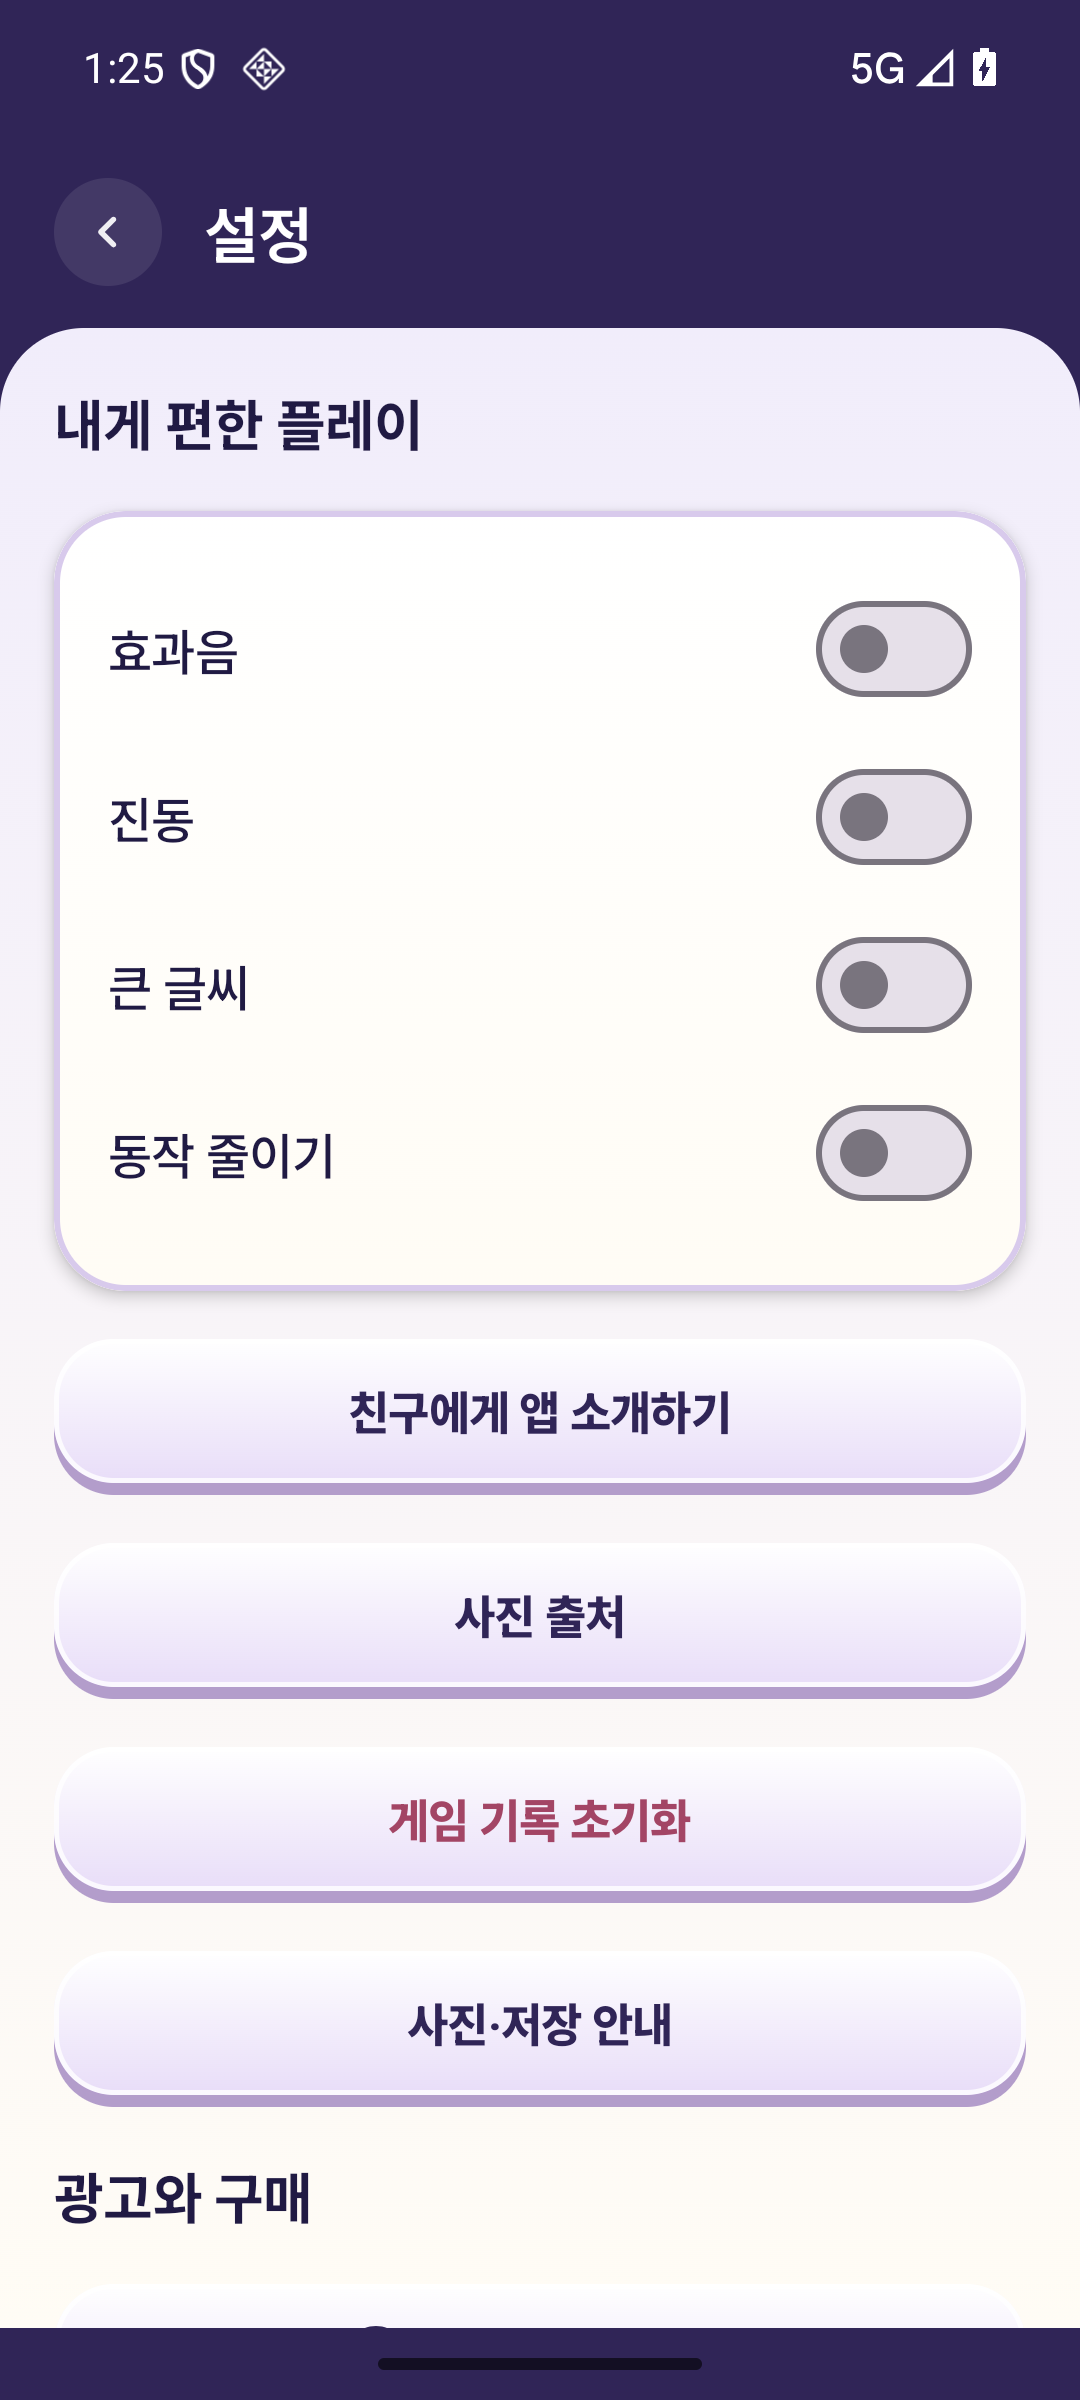 1:25
5G
설정
내게 편한 플레이
효과음
진동
큰 글씨
동작 줄이기
친구에게 앱 소개하기
사진 출처
게임 기록 초기화
사진·저장 안내
광고와 구매